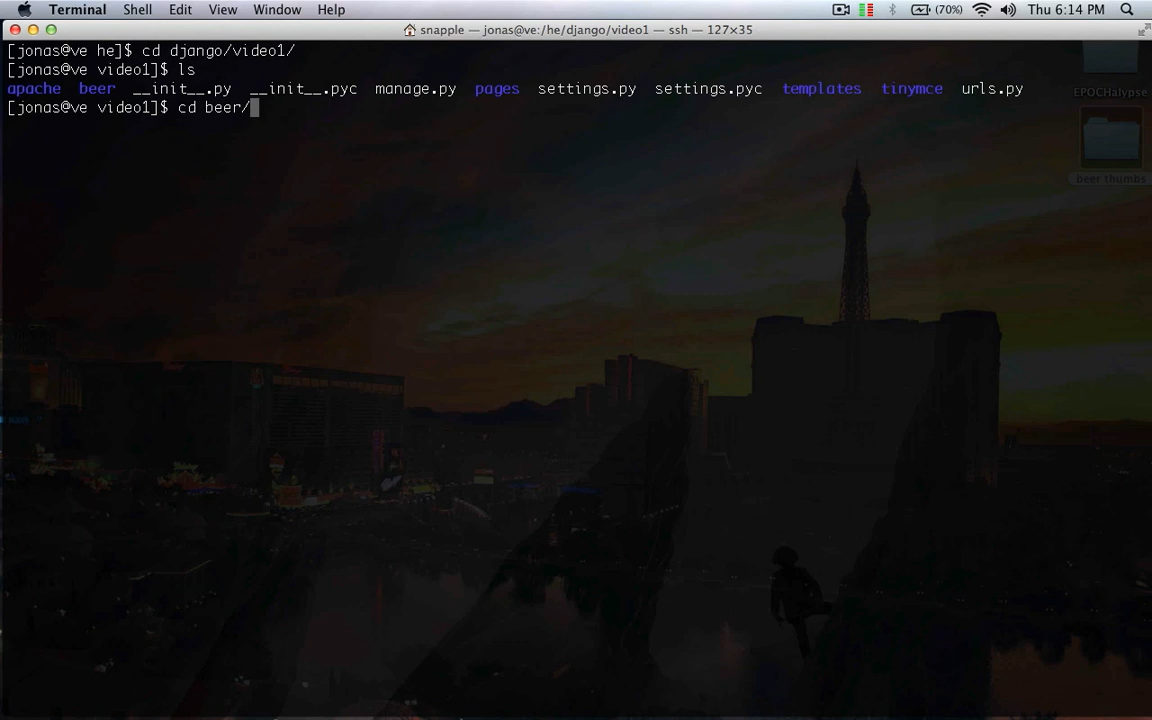 Terminal Shell Edit View Window Help (70%) Thu 6:14 PM
snapple — jonas@ve:/he/django/video1 — ssh — 127×35
[jonas@ve he]$ cd django/video1/
[jonas@ve video1]$ ls
apache beer __init__.py __init__.pyc manage.py pages settings.py settings.pyc templates tinymce urls.py
[jonas@ve video1]$ cd beer/
EPOCHalypse
beer thumbs